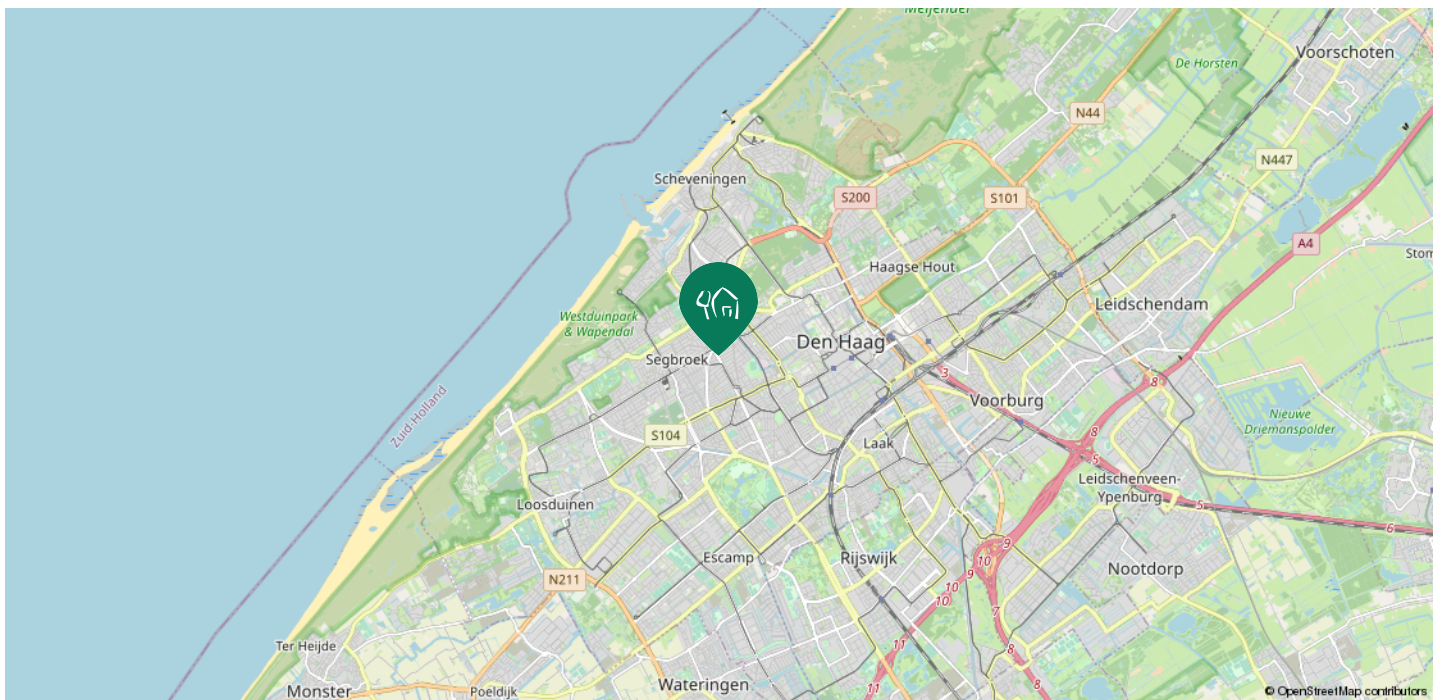 Meijendel
Voorschoten
De Horsten
N44
N447
Scheveningen
S200
S101
A4
Stom
Haagse Hout
Leidschendam
Westduinpark
& Wapendal
Den Haag
Segbroek
3
8
Zuid-Holland
Voorburg
Nieuwe
Driemanspolder
S104
Laak
8
5
Leidschenveen-
Ypenburg
5
6
Loosduinen
Escamp
Rijswijk
9
10
9
Nootdorp
N211
10
10
7
8
Ter Heijde
11
8
Monster
Poeldijk
Wateringen
11
10
© OpenStreetMap contributors